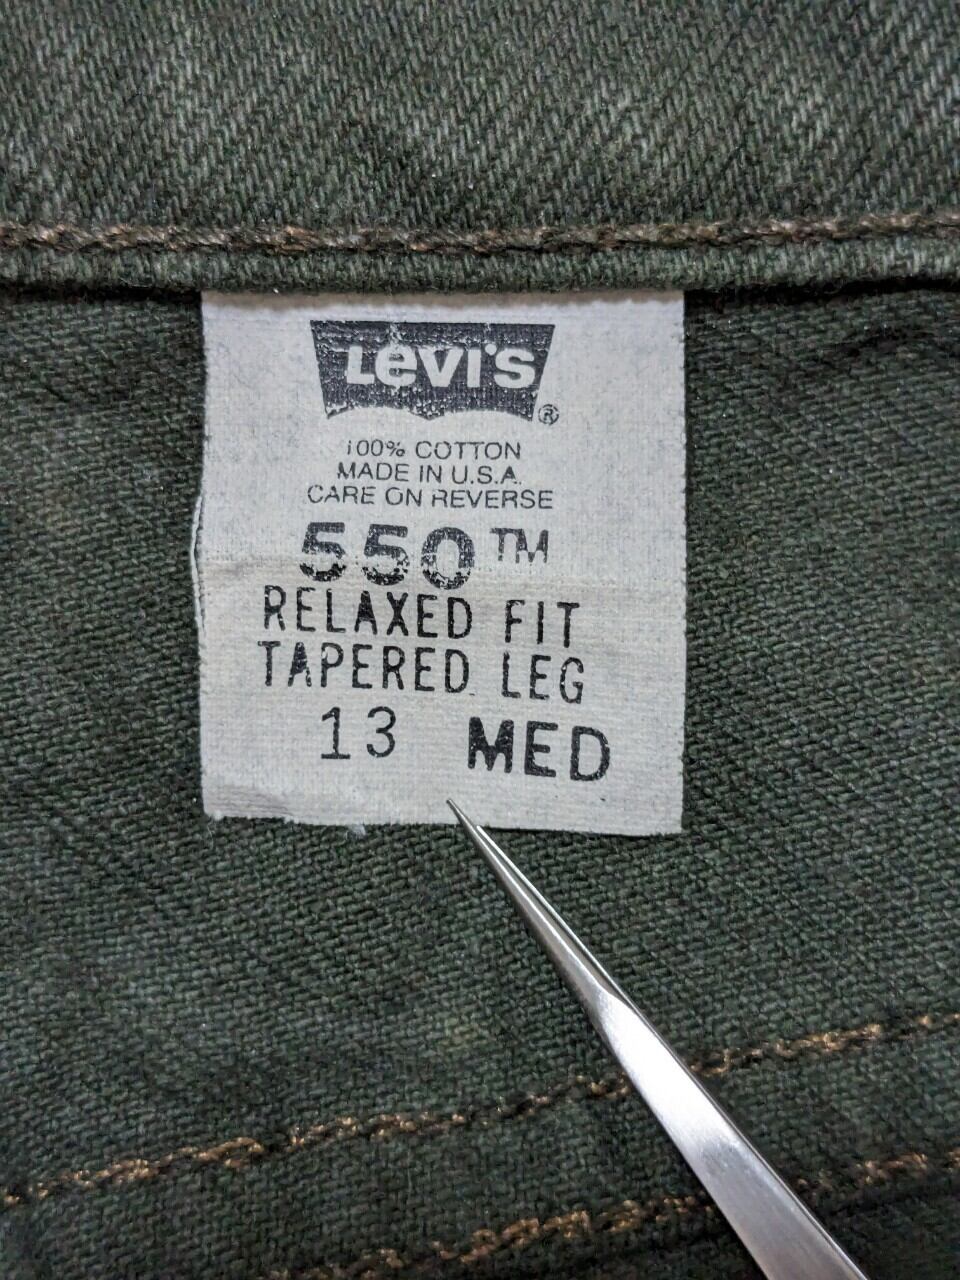 Levi's ®
100% COTTON
MADE IN U.S.A.
CARE ON REVERSE
550™
RELAXED FIT
TAPERED LEG
13 MED